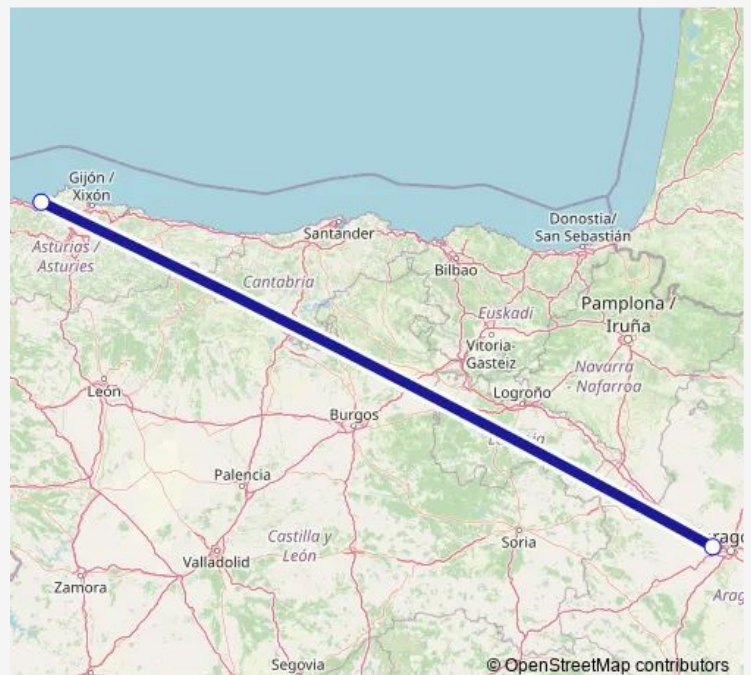 Gijón /
Xixón
Santander
Donostia/
San Sebastián
Asturias /
Asturies
Bilbao
Cantabria
Euskadi
Pamplona /
Iruña
Vitoria-
Gasteiz
Navarra
- Nafarroa
León
Logroño
Burgos
Palencia
Soria
Castilla y
León
Valladolid
Zamora
Segovia
© OpenStreetMap contributors